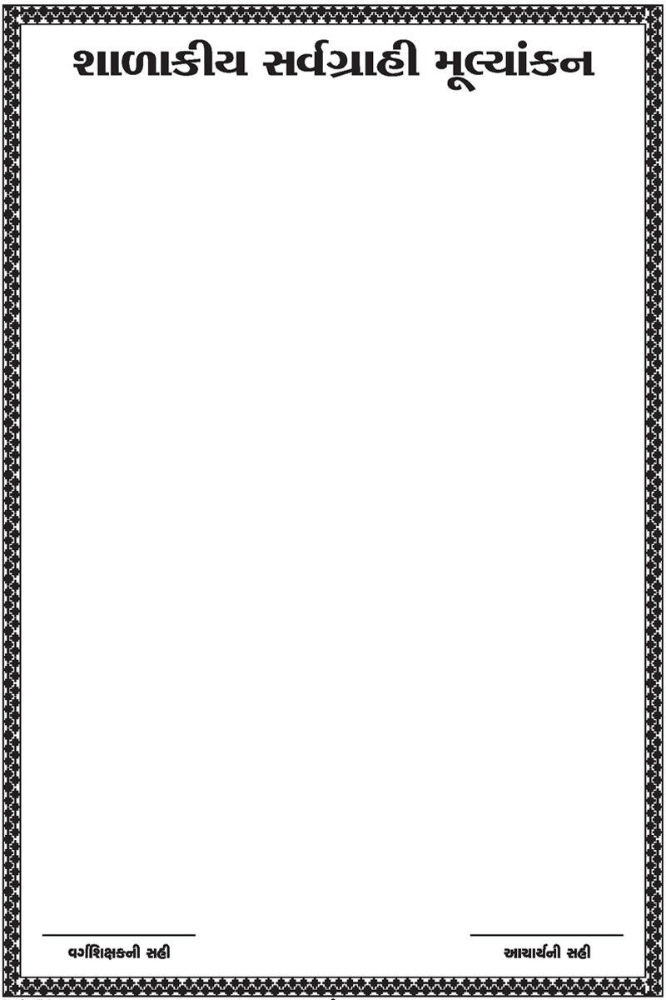 શાળાકીય સર્વગ્રાહી મૂલ્યાંકન
વર્ગશિક્ષકની સહી
આચાર્યની સહી